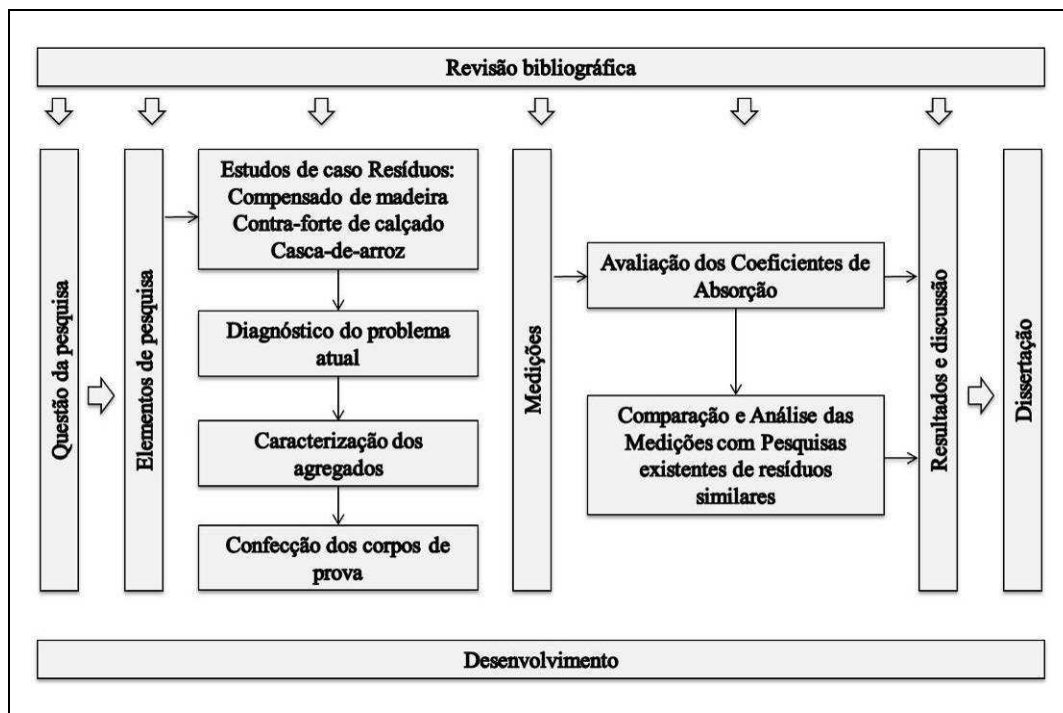 Revisão bibliográfica
Questão da pesquisa
Elementos de pesquisa
Estudos de caso Resíduos:
Compensado de madeira
Contra-forte de calçado
Casca-de-arroz
Diagnóstico do problema
atual
Caracterização dos
agregados
Confecção dos corpos de
prova
Medições
Avaliação dos Coeficientes de
Absorção
Comparação e Análise das
Medições com Pesquisas
existentes de resíduos
similares
Resultados e discussão
Dissertação
Desenvolvimento